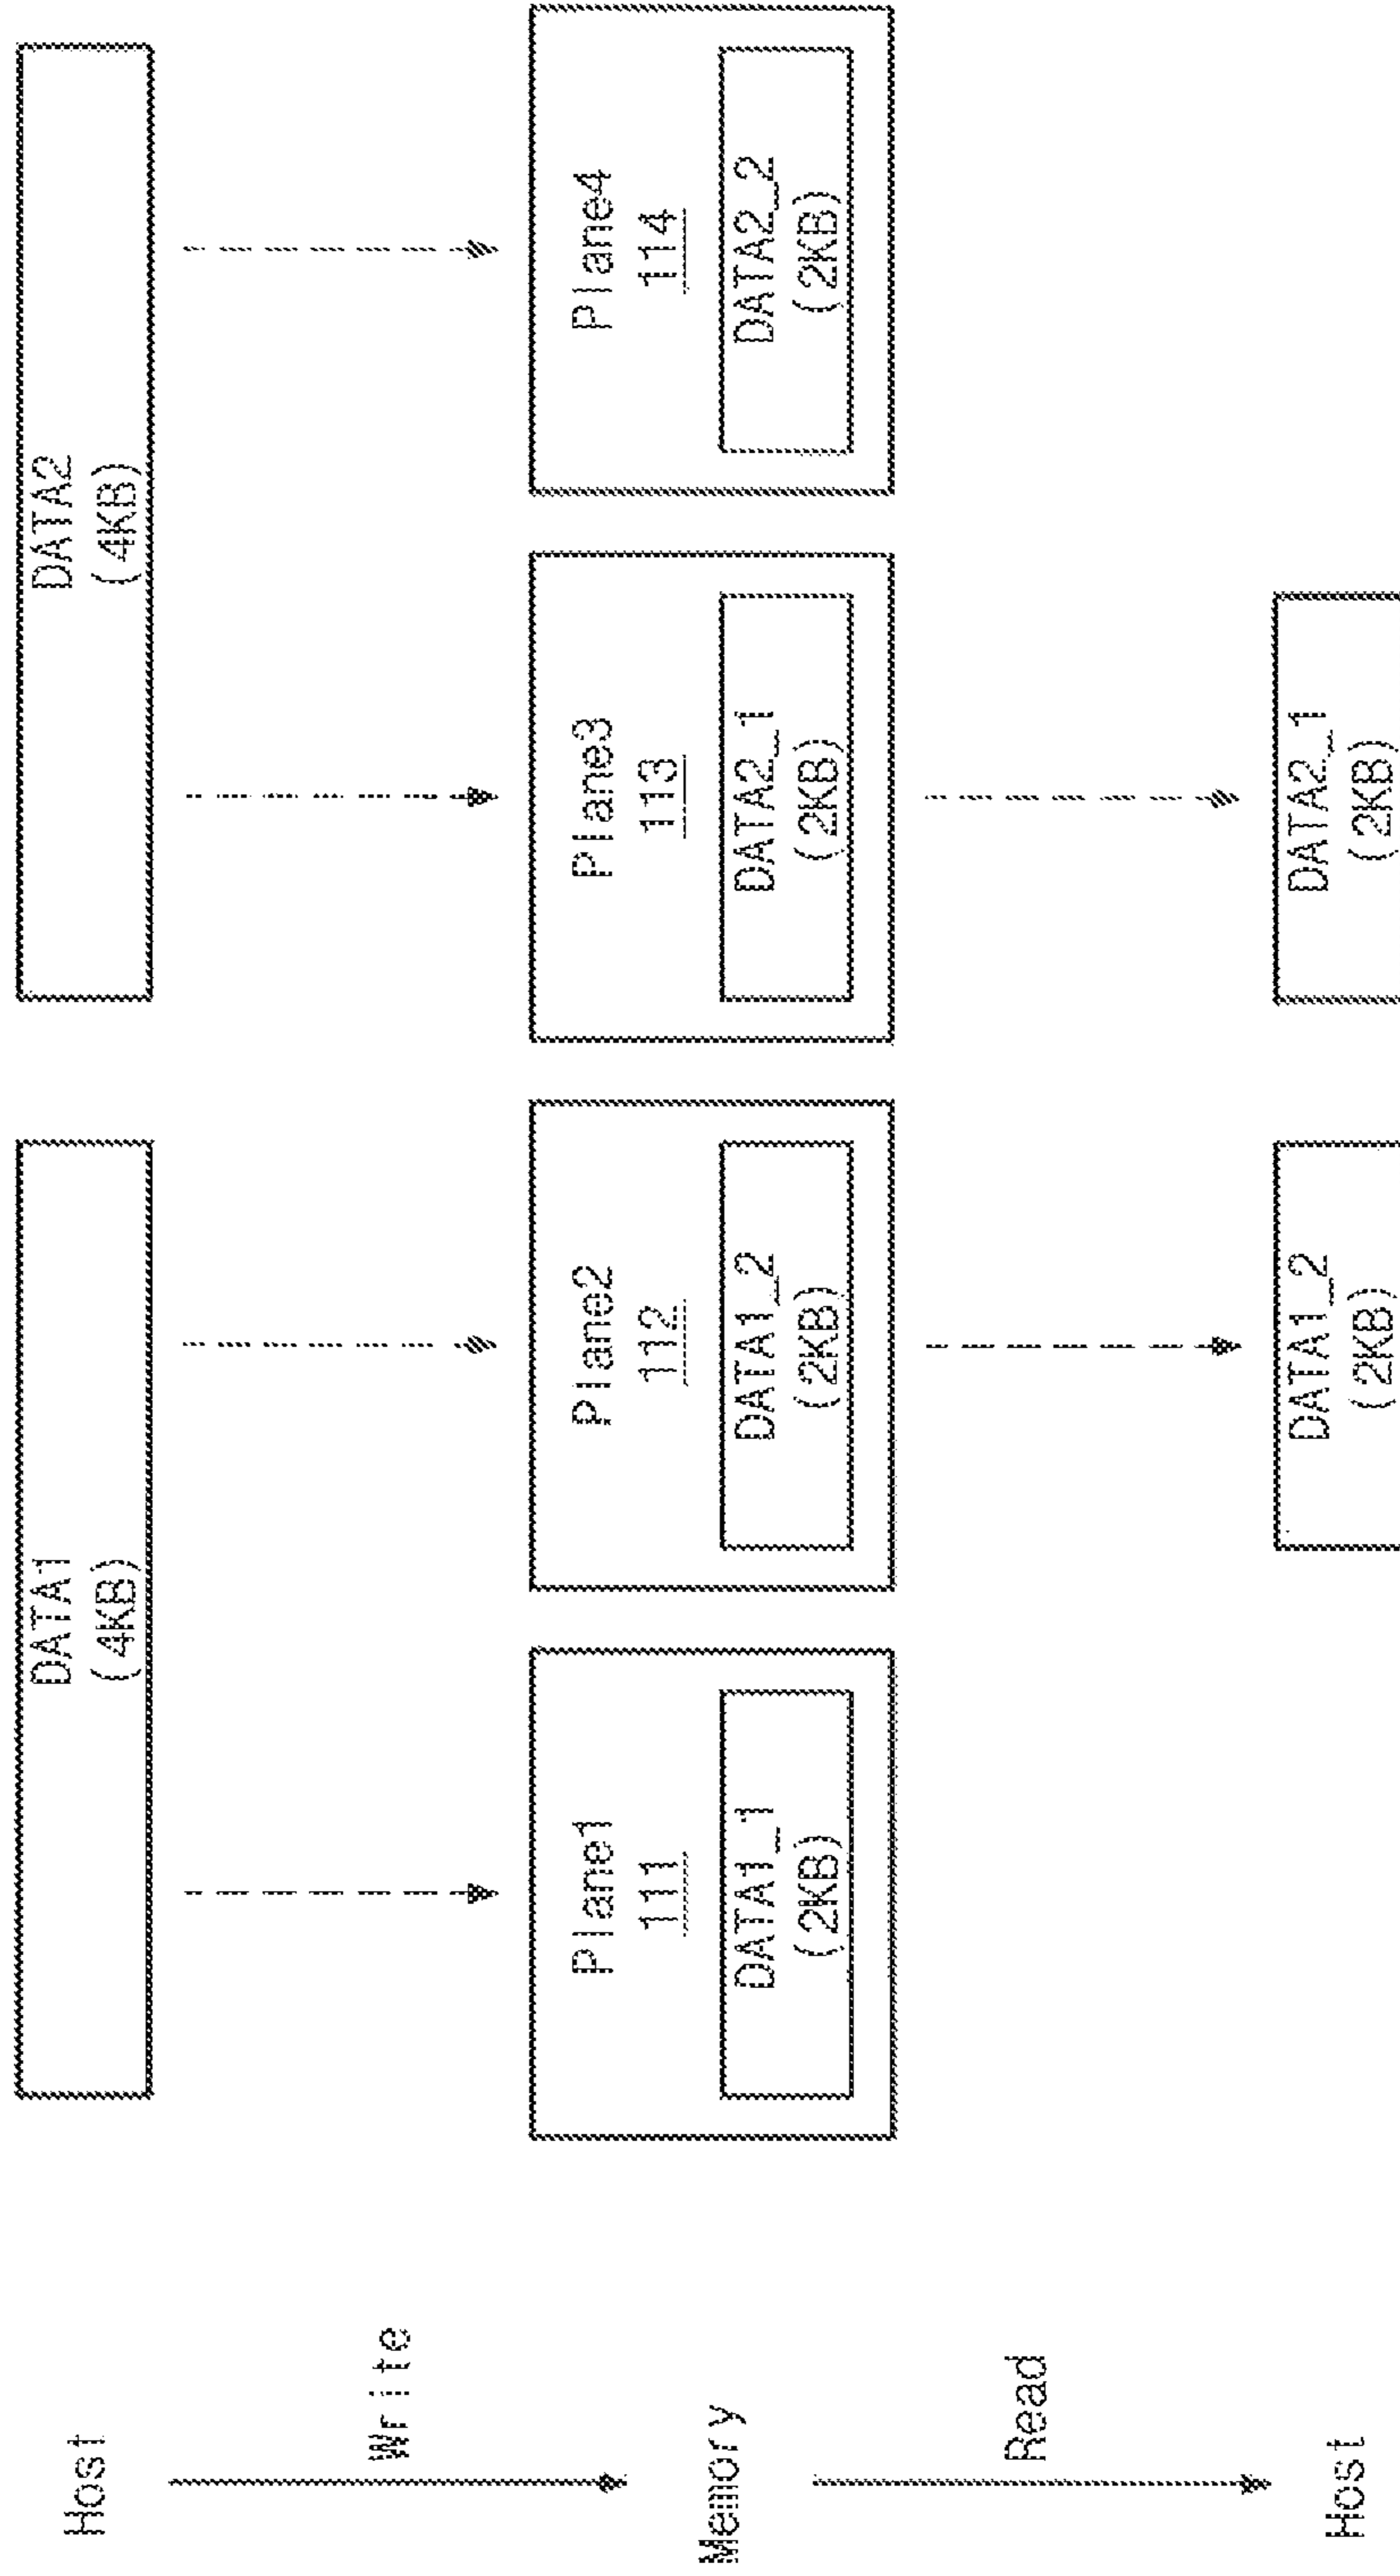 Host
DATA1
(4KB)
DATA2
(4KB)
Write
Memory
Plane1
111
DATA1_1
(2KB)
Plane2
112
DATA1_2
(2KB)
Plane3
113
DATA2_1
(2KB)
Plane4
114
DATA2_2
(2KB)
Read
Host
DATA1_2
(2KB)
DATA2_1
(2KB)